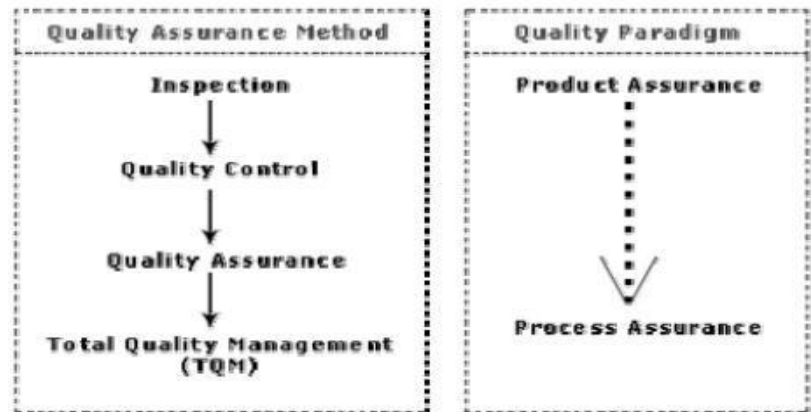 Quality Assurance Method
Inspection
Quality Control
Quality Assurance
Total Quality Management
(TQM)
Quality Paradigm
Product Assurance
Process Assurance